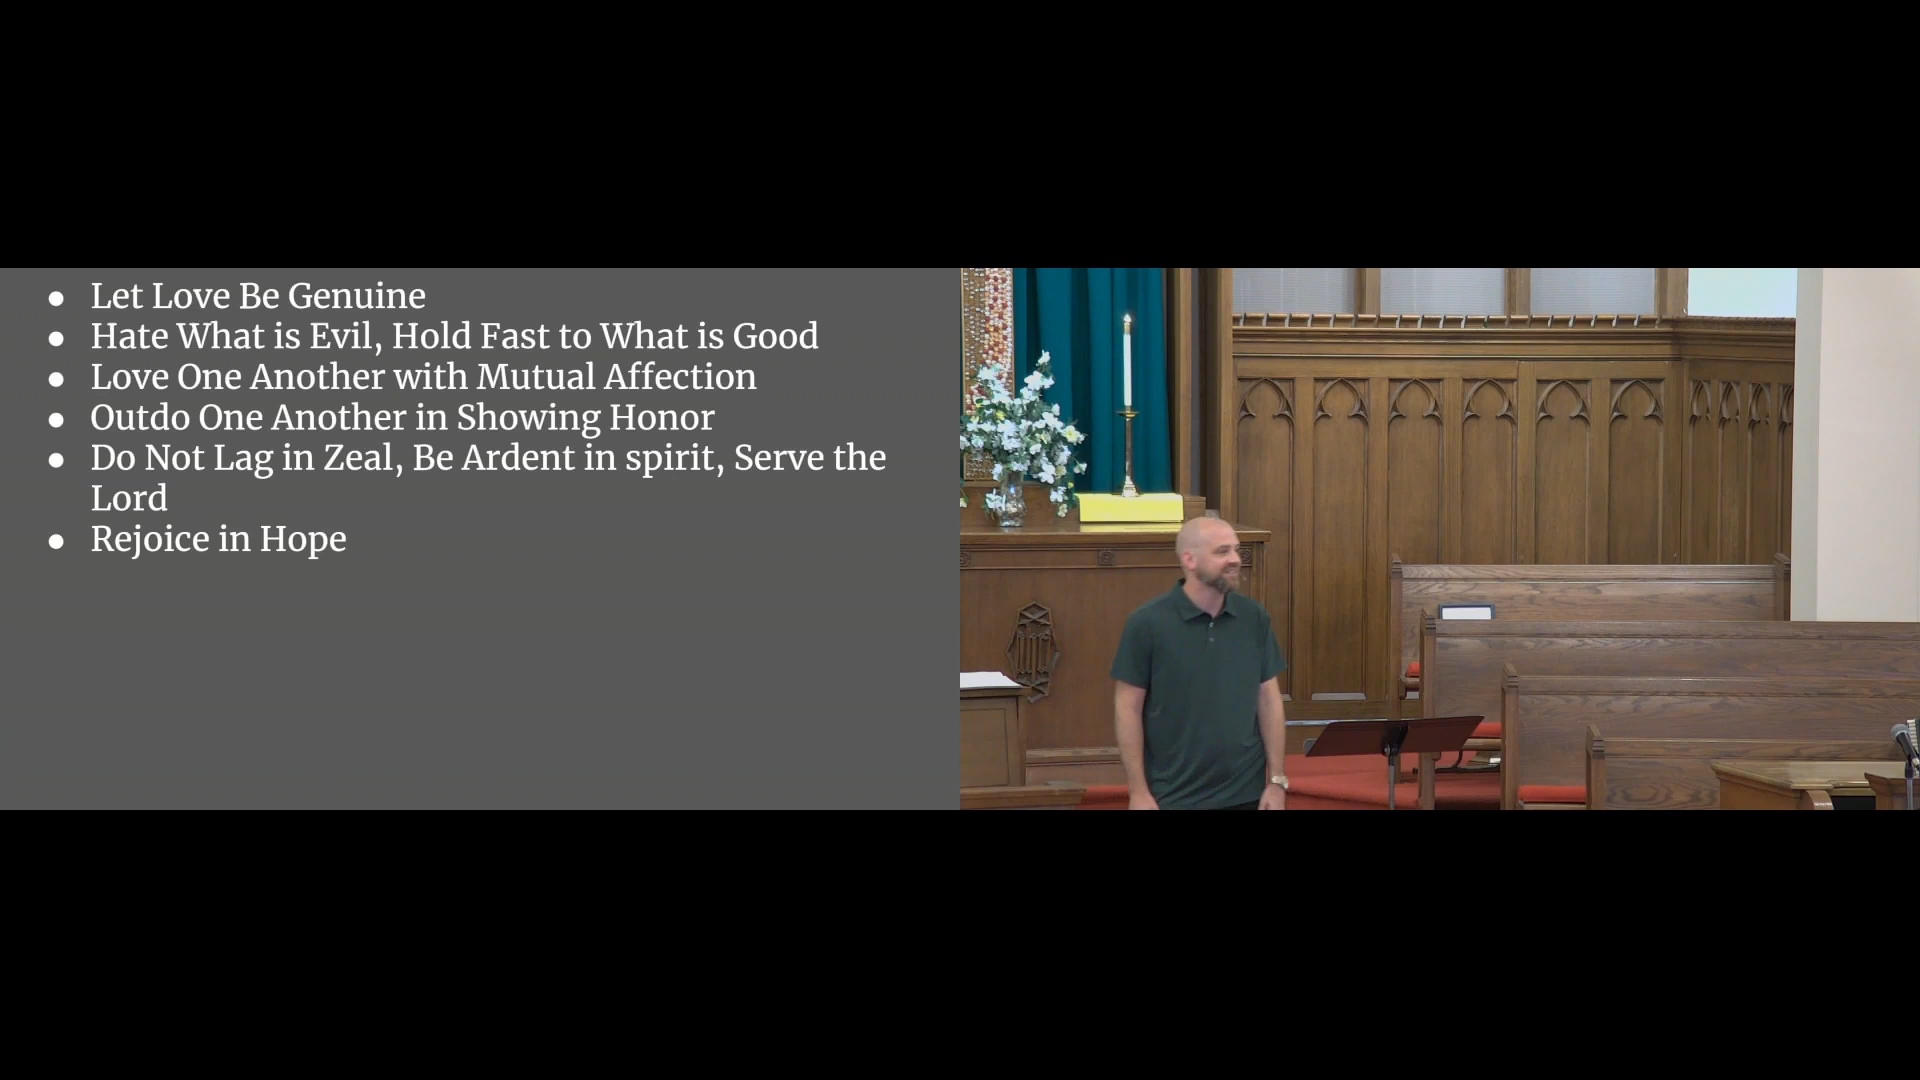 ● Let Love Be Genuine
● Hate What is Evil, Hold Fast to What is Good
● Love One Another with Mutual Affection
● Outdo One Another in Showing Honor
● Do Not Lag in Zeal, Be Ardent in spirit, Serve the
Lord
● Rejoice in Hope